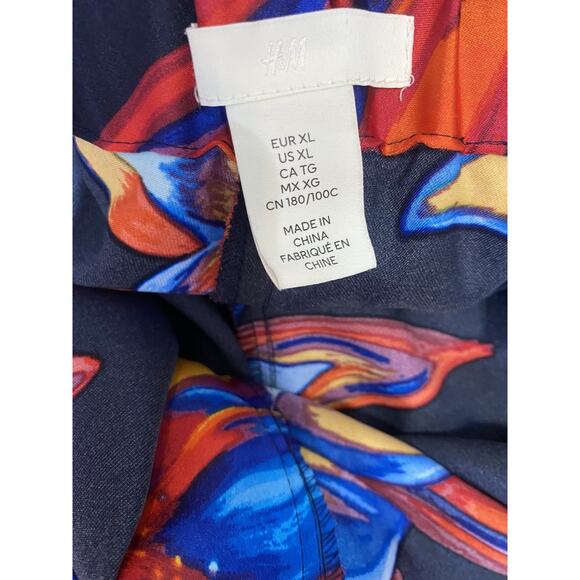 H&M
EUR XL
US XL
CA TG
MX XG
CN 180/100C
MADE IN
CHINA
FABRIQUÉ EN
CHINE